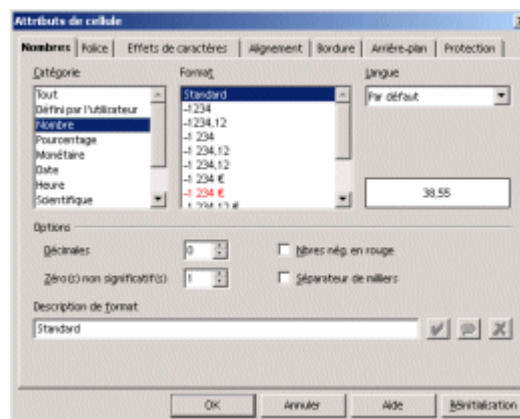 Attributs de cellule
Nombres Police Effets de caractères Alignement Bordure Arrière-plan Protection
Catégorie Format Langue
Tout
Défini par l'utilisateur
Nombre
Pourcentage
Monétaire
Date
Heure
Scientifique
Standard
-1234
-1234,12
-1 234
-1 234,12
-1 234,12
-1 234 €
-1 234 €
-1 234,12 €
Par défaut
38,55
Options
Décimales 0
Nbres nég. en rouge
Zéro(s) non significatif(s) 1
Séparateur de milliers
Description de format
Standard
OK Annuler Aide Réinitialisation